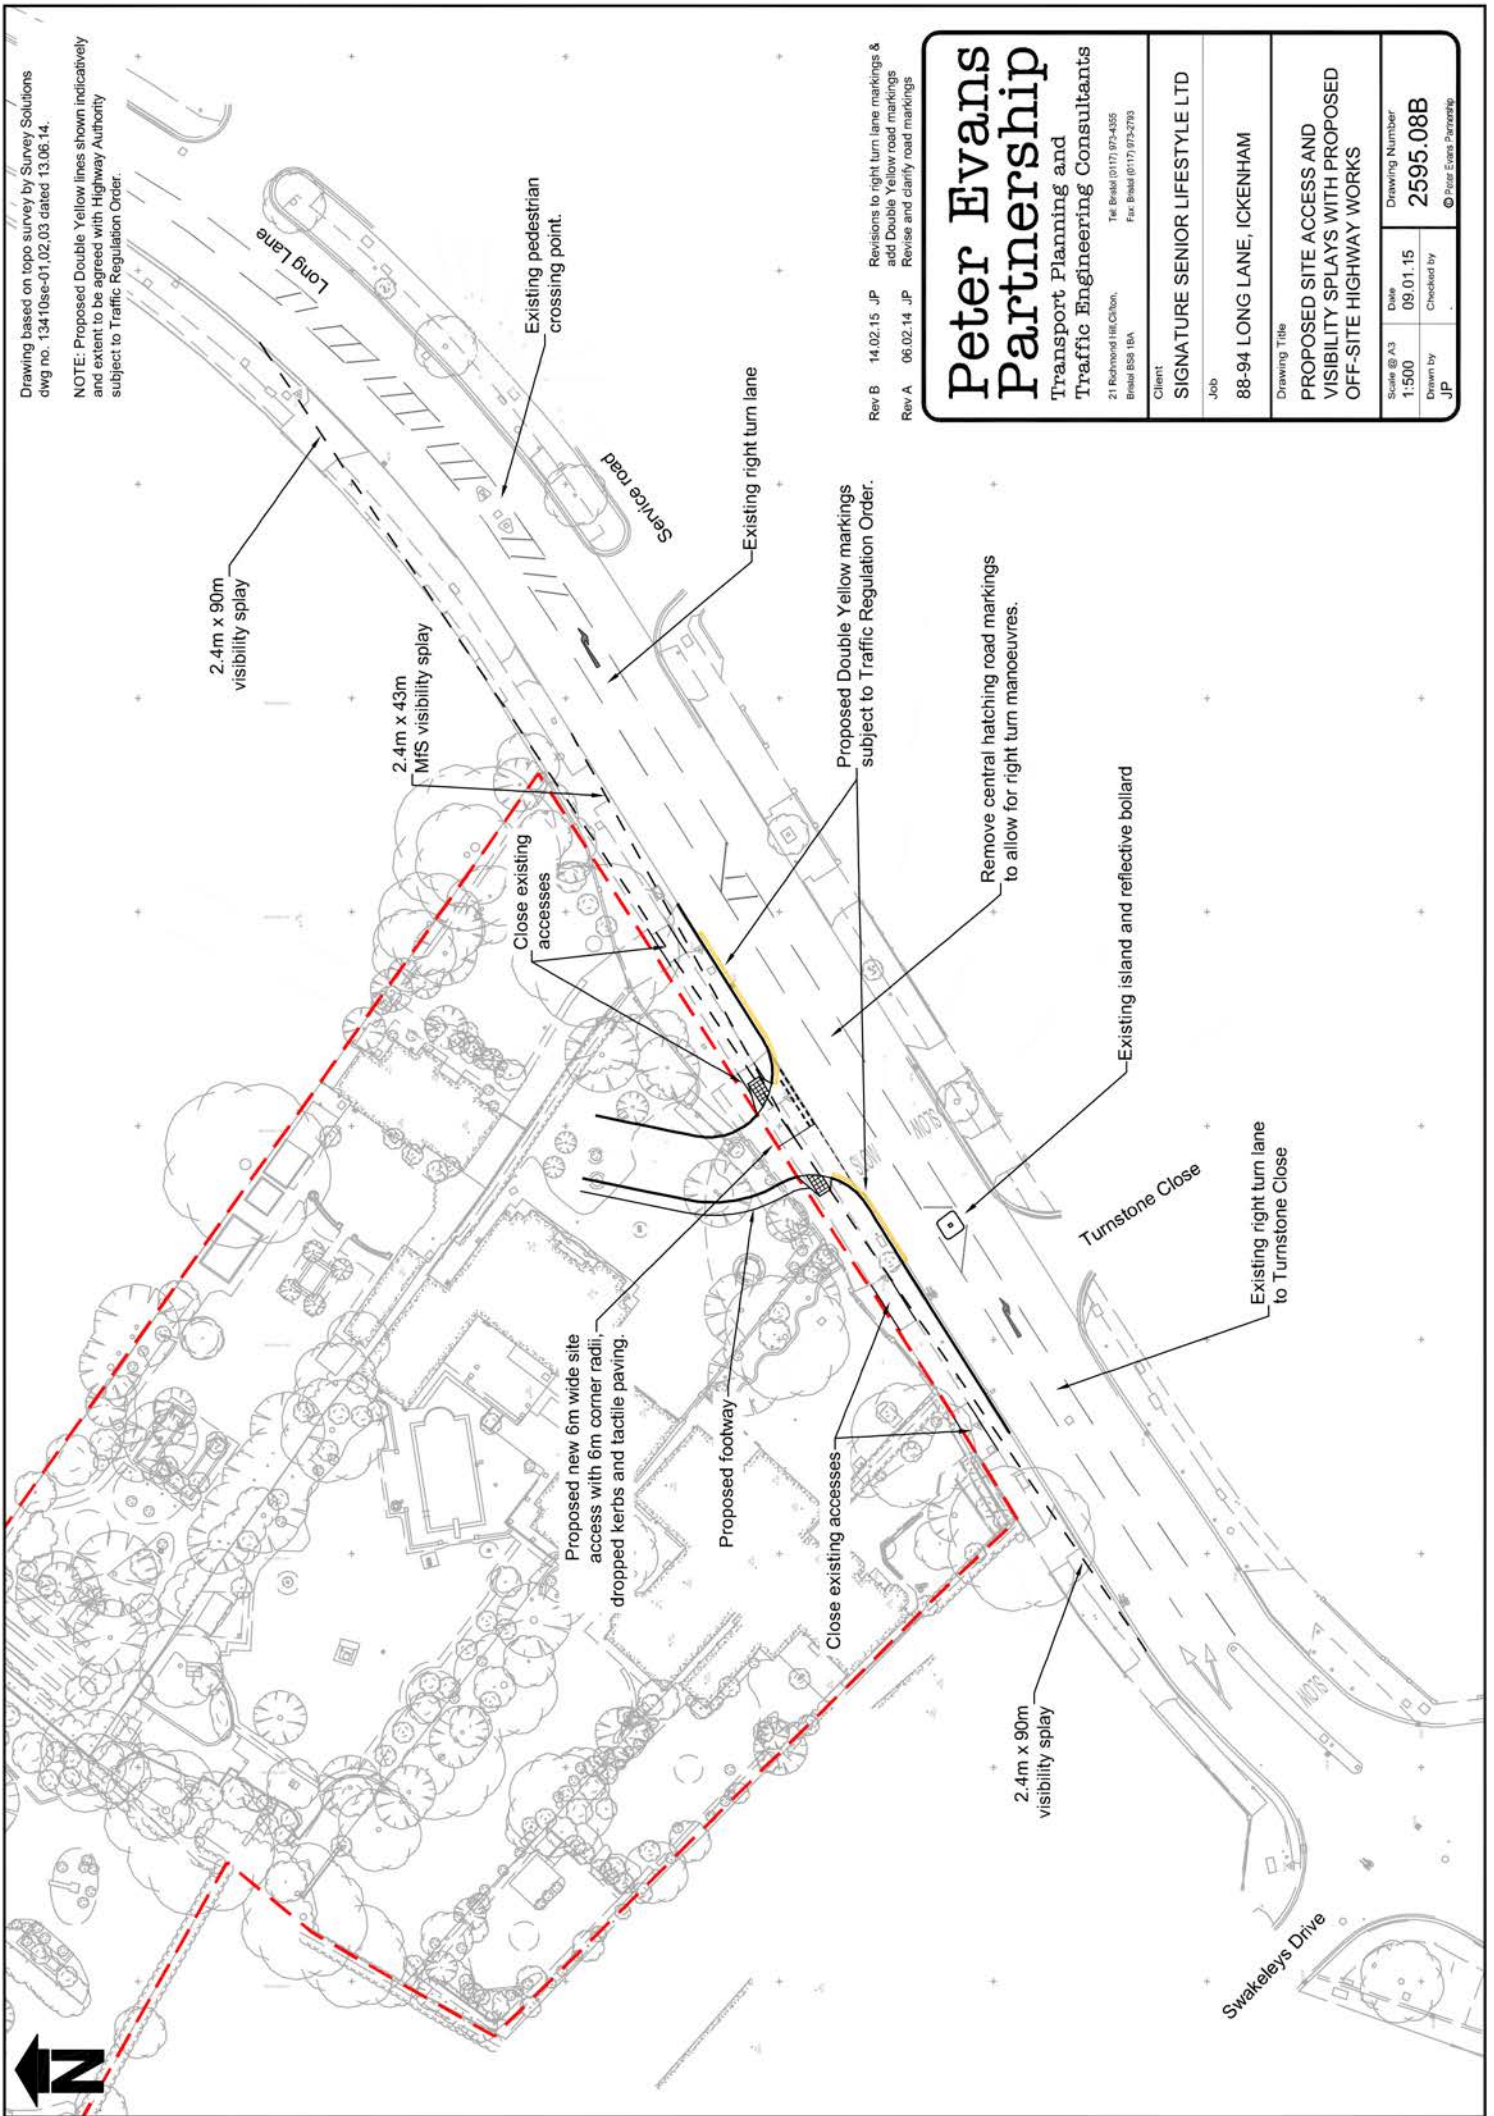 Drawing based on topo survey by Survey Solutions
dwg no. 13410se-01,02,03 dated 13.06.14.
NOTE: Proposed Double Yellow lines shown indicatively
and extent to be agreed with Highway Authority
subject to Traffic Regulation Order.
N
2.4m x 90m
visibility splay
Long Lane
Existing pedestrian
crossing point.
2.4m x 43m
MfS visibility splay
Service road
Existing right turn lane
Close existing
accesses
Proposed Double Yellow markings
subject to Traffic Regulation Order.
Remove central hatching road markings
to allow for right turn manoeuvres.
Proposed new 6m wide site
access with 6m corner radii,
dropped kerbs and tactile paving.
Proposed footway
Existing island and reflective bollard
SLOW
SLOW
Turnstone Close
Close existing accesses
Existing right turn lane
to Turnstone Close
2.4m x 90m
visibility splay
SLOW
Swakeleys Drive
Rev B 14.02.15 JP Revisions to right turn lane markings &
add Double Yellow road markings
Rev A 06.02.14 JP Revise and clarify road markings
Peter Evans
Partnership
Transport Planning and
Traffic Engineering Consultants
21 Richmond Hill,Clifton, Tel: Bristol (0117) 973-4355
Bristol BS8 1BA Fax: Bristol (0117) 973-2793
Client
SIGNATURE SENIOR LIFESTYLE LTD
Job
88-94 LONG LANE, ICKENHAM
Drawing Title
PROPOSED SITE ACCESS AND
VISIBILITY SPLAYS WITH PROPOSED
OFF-SITE HIGHWAY WORKS
Scale @ A3 Date Drawing Number
1:500 09.01.15 2595.08B
Drawn by Checked by
JP . © Peter Evans Partnership